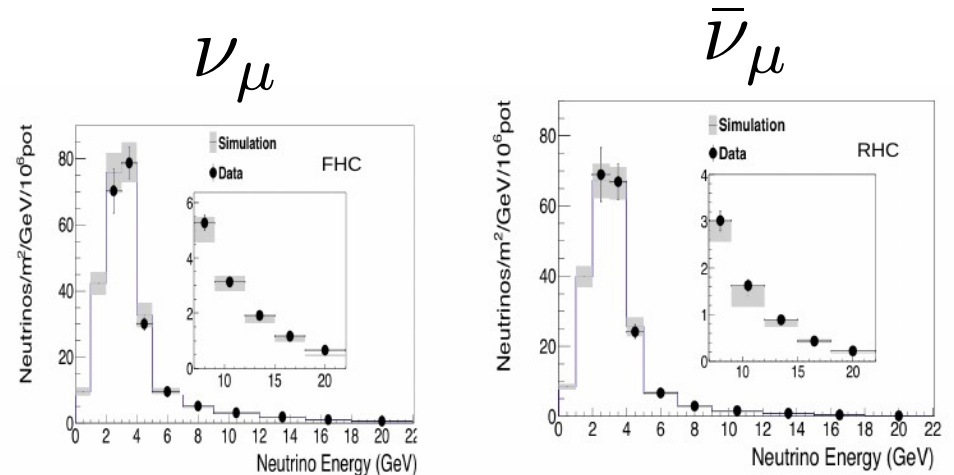 ν_μ
Neutrinos/m²/GeV/10⁶pot
80
60
40
20
0
Simulation
Data
FHC
6
4
2
0
10 15 20
0 2 4 6 8 10 12 14 16 18 20 22
Neutrino Energy (GeV)
ν̄_μ
Neutrinos/m²/GeV/10⁶pot
80
60
40
20
0
Simulation
Data
RHC
4
3
2
1
0
10 15 20
0 2 4 6 8 10 12 14 16 18 20 22
Neutrino Energy (GeV)